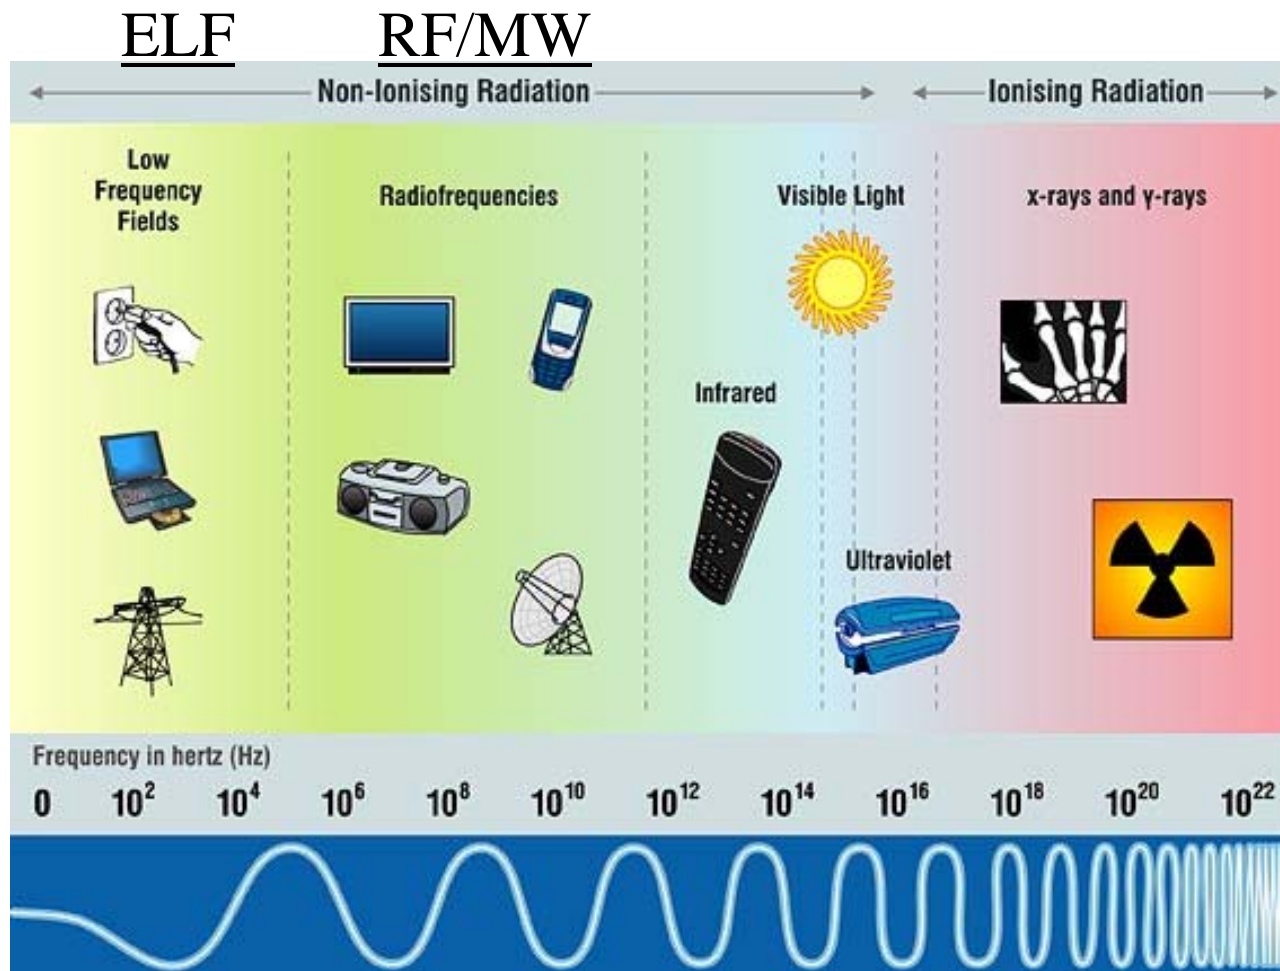 ELF RF/MW
Non-Ionising Radiation Ionising Radiation
Low
Frequency
Fields
Radiofrequencies
Visible Light
x-rays and γ-rays
Infrared
Ultraviolet
Frequency in hertz (Hz)
0 10² 10⁴ 10⁶ 10⁸ 10¹⁰ 10¹² 10¹⁴ 10¹⁶ 10¹⁸ 10²⁰ 10²²